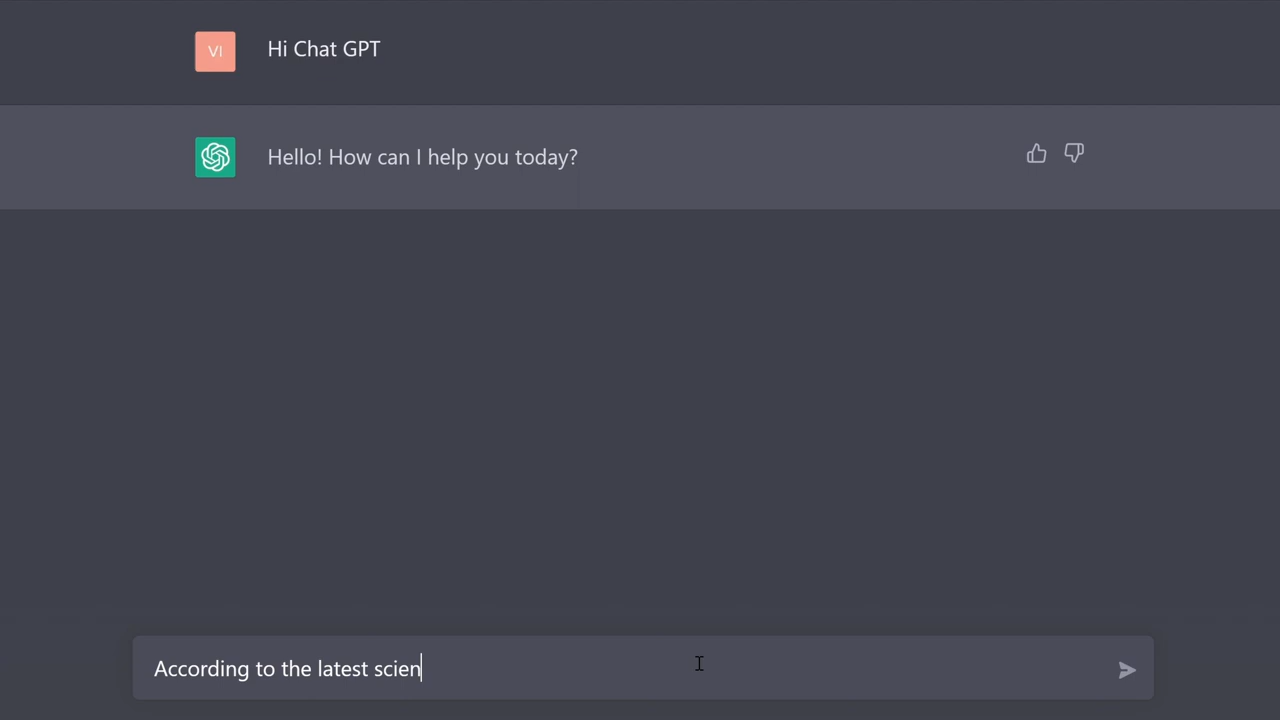 VI
Hi Chat GPT
Hello! How can I help you today?
According to the latest scien